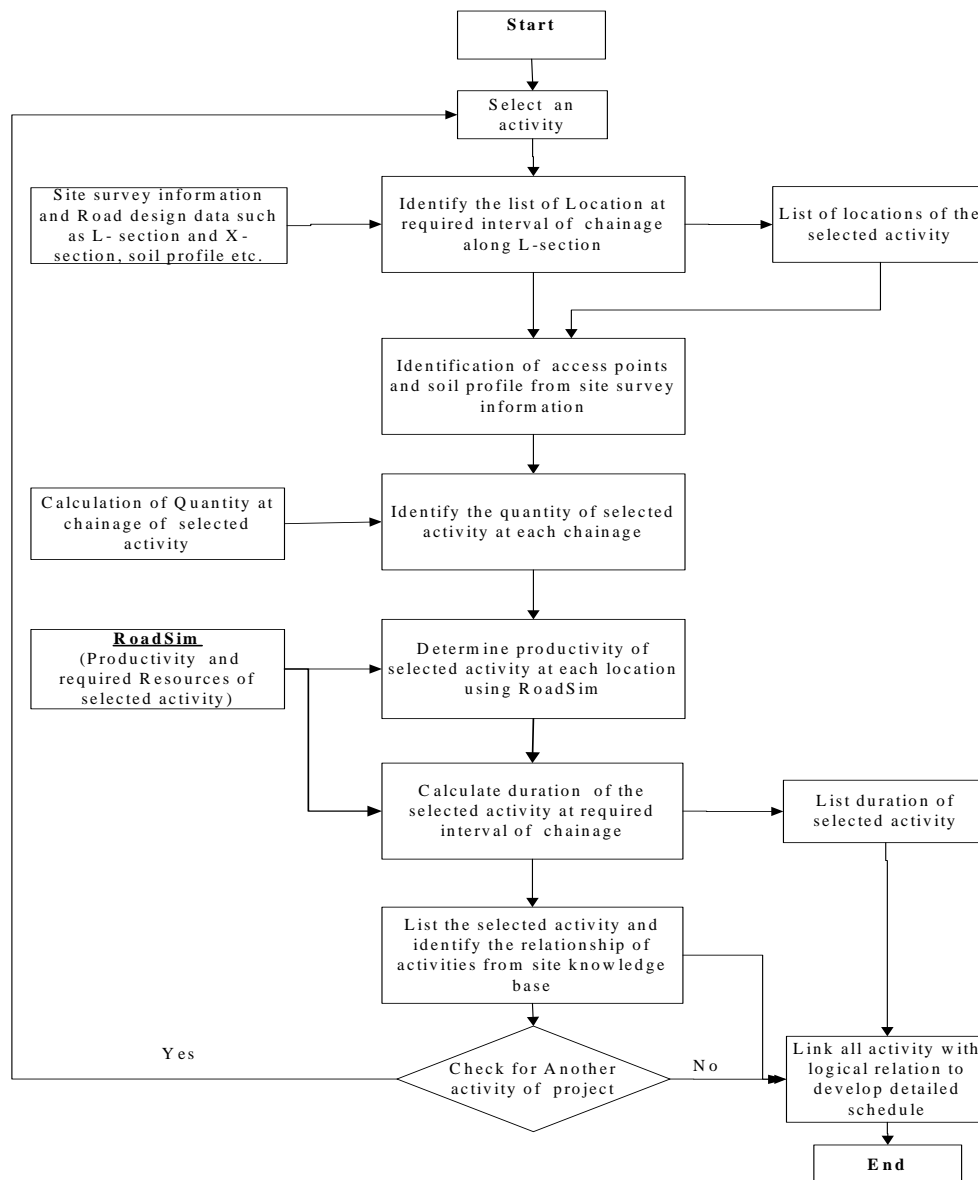 Start
Select an
activity
Site survey information
and Road design data such
as L- section and X-
section, soil profile etc.
Identify the list of Location at
required interval of chainage
along L-section
List of locations of the
selected activity
Identification of access points
and soil profile from site survey
information
Calculation of Quantity at
chainage of selected
activity
Identify the quantity of selected
activity at each chainage
RoadSim
(Productivity and
required Resources of
selected activity)
Determine productivity of
selected activity at each location
using RoadSim
Calculate duration of the
selected activity at required
interval of chainage
List duration of
selected activity
List the selected activity and
identify the relationship of
activities from site knowledge
base
Yes
Check for Another
activity of project
No
Link all activity with
logical relation to
develop detailed
schedule
End